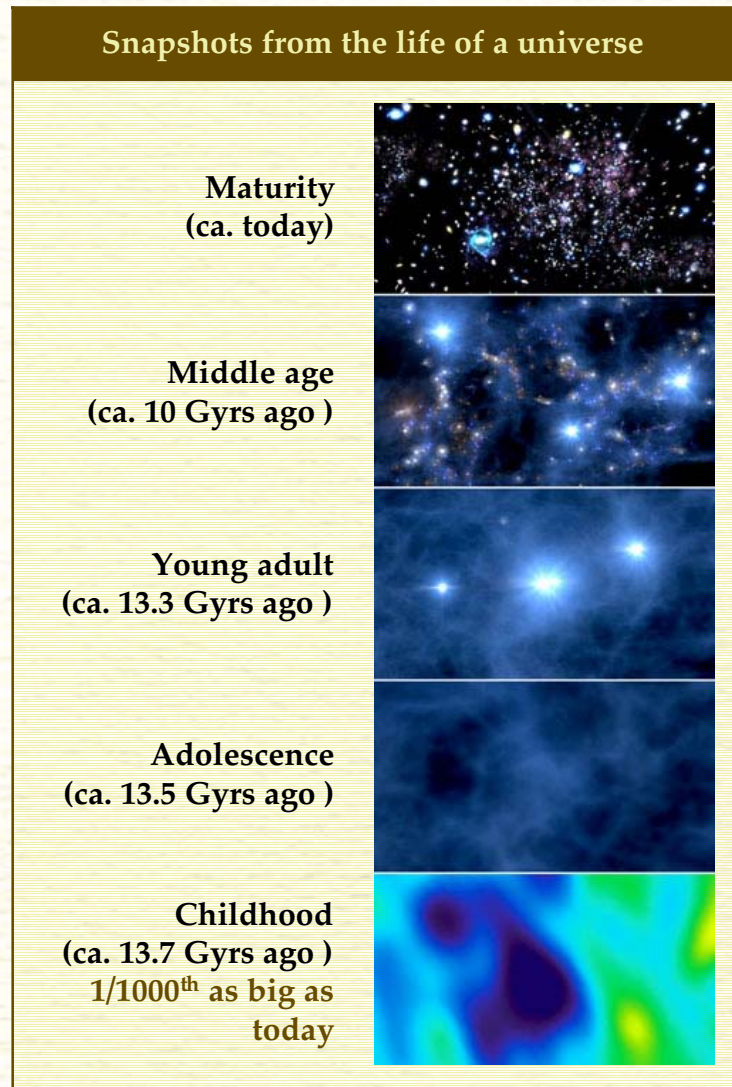 Snapshots from the life of a universe
Maturity
(ca. today)
Middle age
(ca. 10 Gyrs ago )
Young adult
(ca. 13.3 Gyrs ago )
Adolescence
(ca. 13.5 Gyrs ago )
Childhood
(ca. 13.7 Gyrs ago )
1/1000th as big as
today